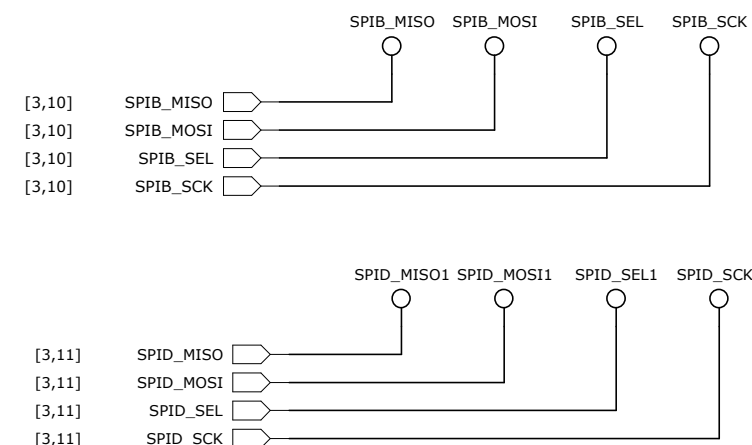 SPIB_MISO SPIB_MOSI SPIB_SEL SPIB_SCK
[3,10] SPIB_MISO
[3,10] SPIB_MOSI
[3,10] SPIB_SEL
[3,10] SPIB_SCK
SPID_MISO1 SPID_MOSI1 SPID_SEL1 SPID_SCK
[3,11] SPID_MISO
[3,11] SPID_MOSI
[3,11] SPID_SEL
[3,11] SPID_SCK